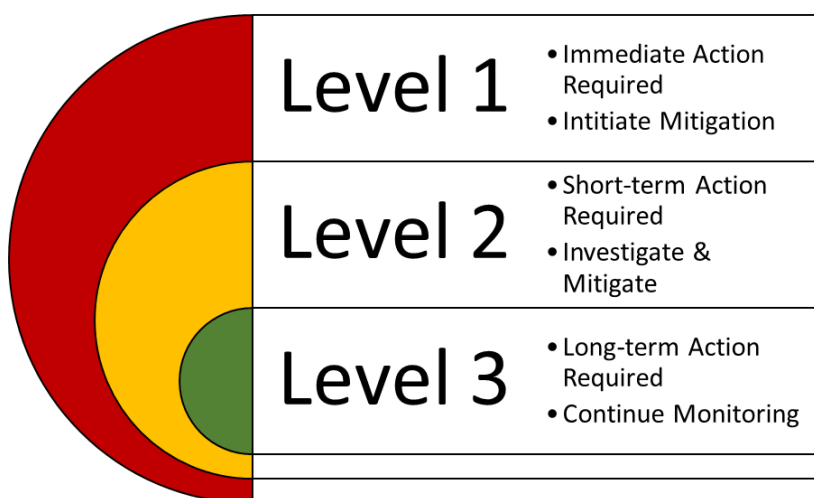 Level 1
• Immediate Action
Required
• Intitiate Mitigation
Level 2
• Short-term Action
Required
• Investigate &
Mitigate
Level 3
• Long-term Action
Required
• Continue Monitoring